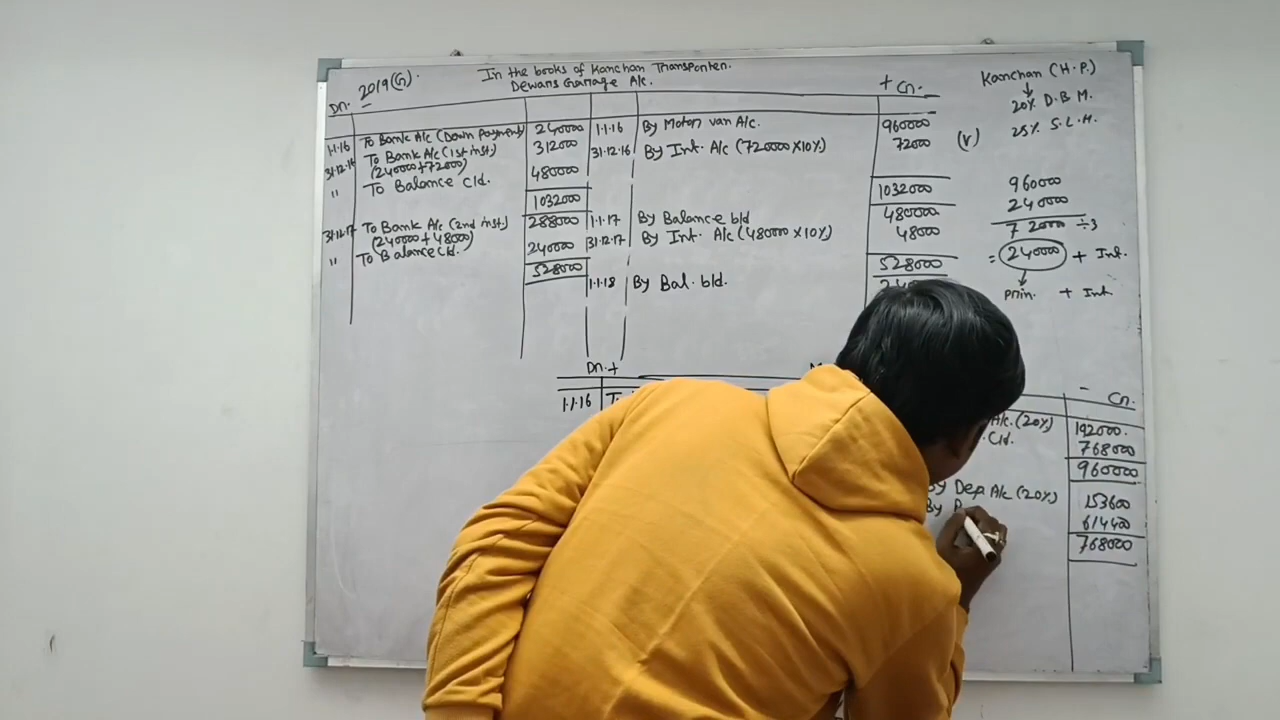 2019 (G).
In the books of Kanchan Transporter.
Dewans Garage A/c.
Dr.
+ Cr.
1.1.16 To Bank A/c (Down payment) 240000 1.1.16 By Motor van A/c. 960000
31.12.16 To Bank A/c (1st inst) 312000 31.12.16 By Int. A/c (720000 x 10%) 72000
(240000 + 72000)
" To Balance c/d. 480000
1032000 1032000
31.12.17 To Bank A/c (2nd inst) 288000 1.1.17 By Balance b/d 480000
(240000 + 48000) 31.12.17 By Int. A/c (480000 x 10%) 48000
" To Balance c/d. 240000
528000 528000
1.1.18 By Bal. b/d.
Kanchan (H.P.)
20% D.B.M.
(v) 25% S.L.M.
960000
240000
72000 ÷3
= 240000 + Int.
prin. + Int
Dr. +
- Cr.
1.1.16
A/c. (20%) 192000.
c/d. 768000
960000
By Dep A/c (20%) 153600
By 614400
768000